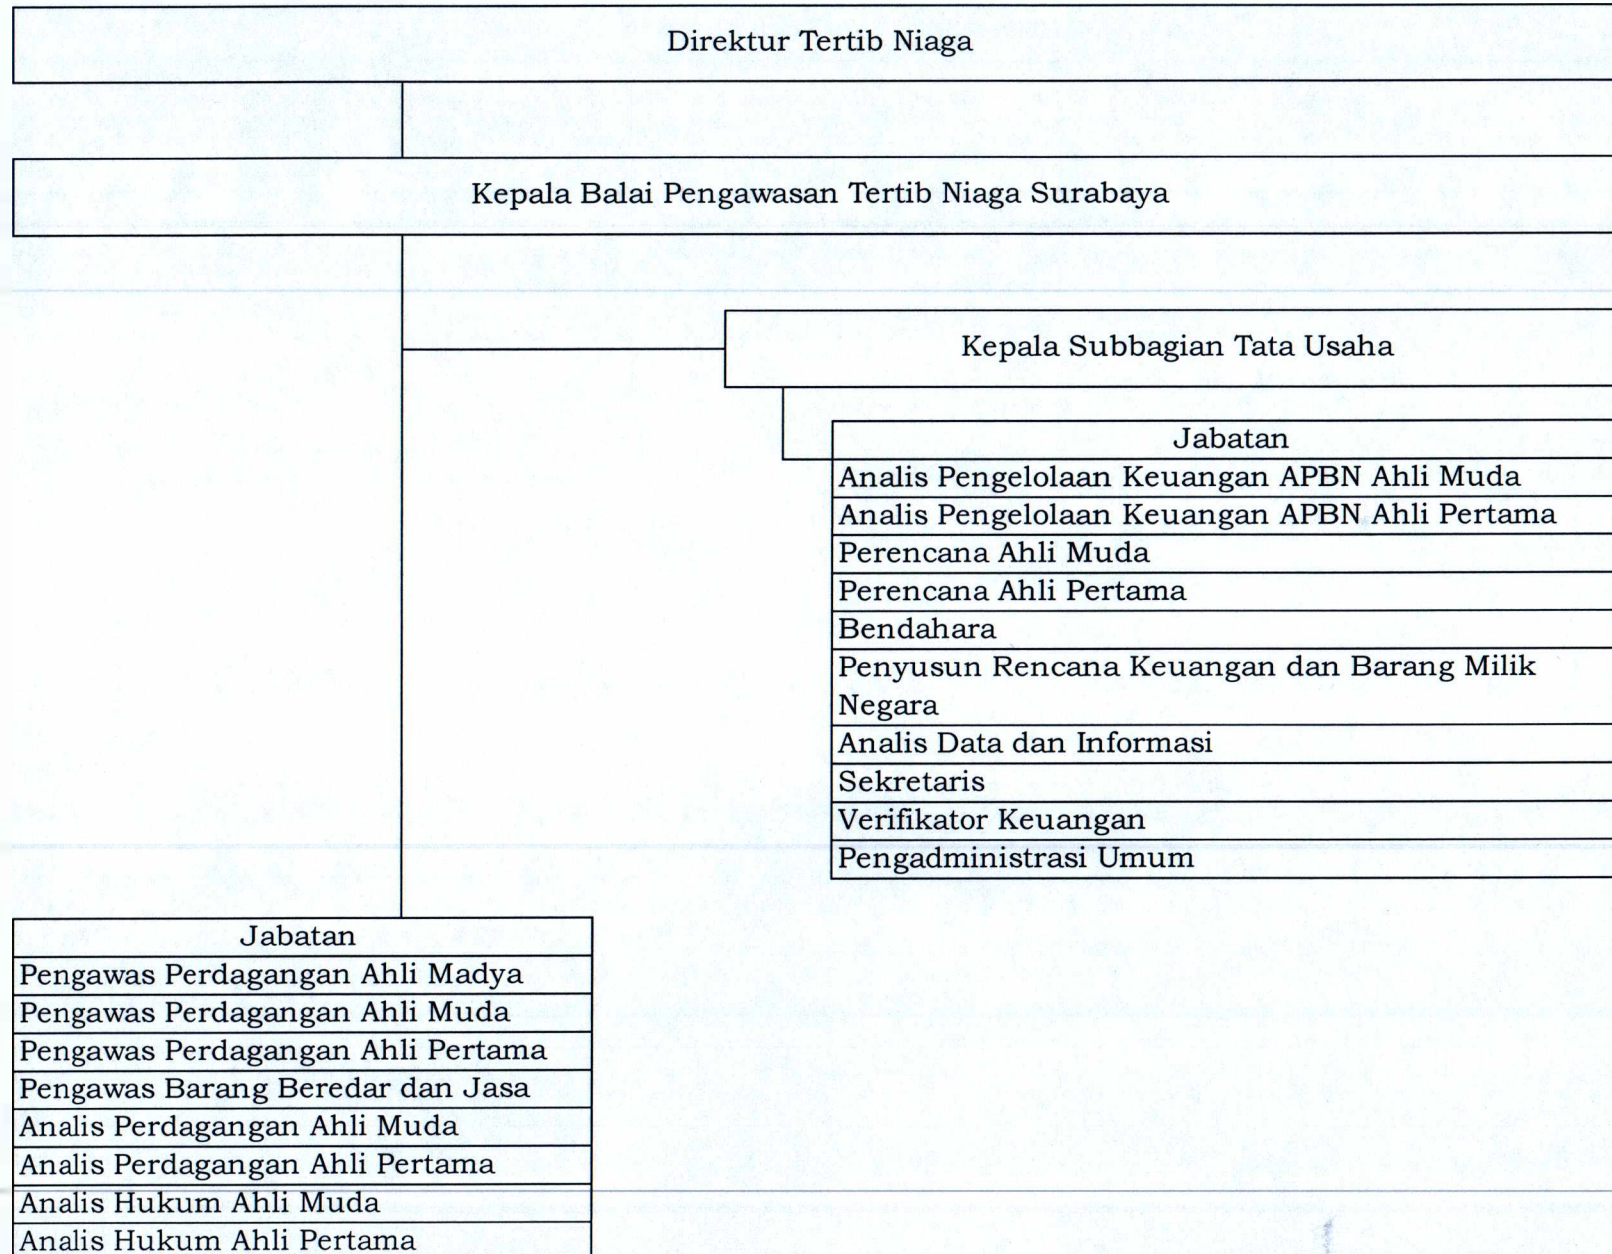 Direktur Tertib Niaga
Kepala Balai Pengawasan Tertib Niaga Surabaya
Kepala Subbagian Tata Usaha
Jabatan
Analis Pengelolaan Keuangan APBN Ahli Muda
Analis Pengelolaan Keuangan APBN Ahli Pertama
Perencana Ahli Muda
Perencana Ahli Pertama
Bendahara
Penyusun Rencana Keuangan dan Barang Milik
Negara
Analis Data dan Informasi
Sekretaris
Verifikator Keuangan
Pengadministrasi Umum
Jabatan
Pengawas Perdagangan Ahli Madya
Pengawas Perdagangan Ahli Muda
Pengawas Perdagangan Ahli Pertama
Pengawas Barang Beredar dan Jasa
Analis Perdagangan Ahli Muda
Analis Perdagangan Ahli Pertama
Analis Hukum Ahli Muda
Analis Hukum Ahli Pertama